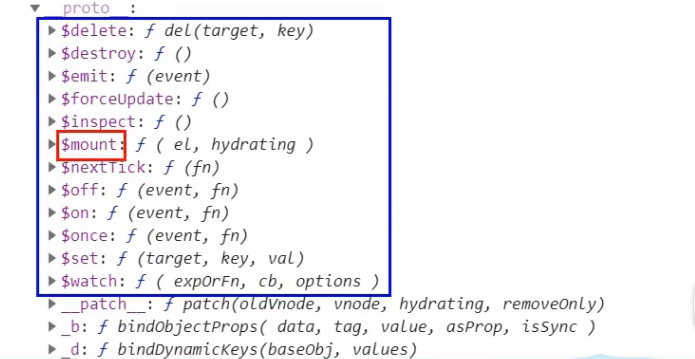 ▼ __proto__:
▶ $delete: ƒ del(target, key)
▶ $destroy: ƒ ()
▶ $emit: ƒ (event)
▶ $forceUpdate: ƒ ()
▶ $inspect: ƒ ()
▶ $mount: ƒ ( el, hydrating )
▶ $nextTick: ƒ (fn)
▶ $off: ƒ (event, fn)
▶ $on: ƒ (event, fn)
▶ $once: ƒ (event, fn)
▶ $set: ƒ (target, key, val)
▶ $watch: ƒ ( expOrFn, cb, options )
▶ __patch__: ƒ patch(oldVnode, vnode, hydrating, removeOnly)
▶ _b: ƒ bindObjectProps( data, tag, value, asProp, isSync )
▶ _d: ƒ bindDynamicKeys(baseObj, values)